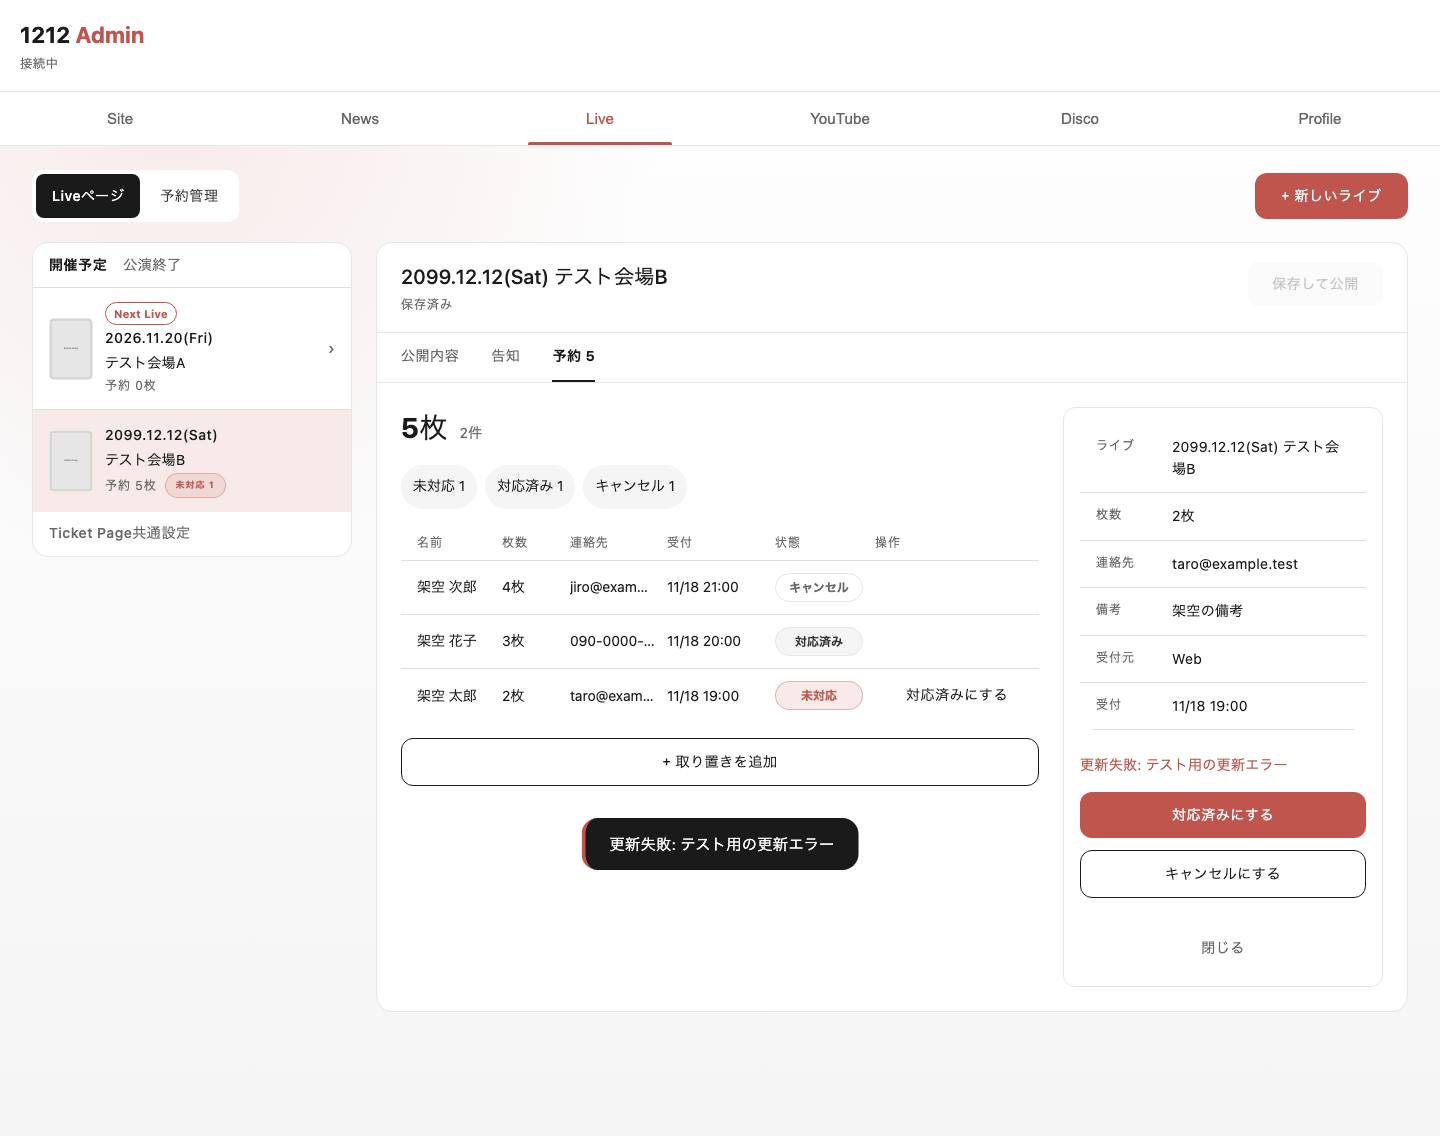 1212 Admin
接続中
Site
News
Live
YouTube
Disco
Profile
Liveページ
予約管理
+ 新しいライブ
開催予定
公演終了
Next Live
2026.11.20(Fri)
テスト会場A
予約 0枚
›
2099.12.12(Sat)
テスト会場B
予約 5枚
未対応 1
Ticket Page共通設定
2099.12.12(Sat) テスト会場B
保存済み
保存して公開
公開内容
告知
予約 5
5枚 2件
未対応 1
対応済み 1
キャンセル 1
名前 枚数 連絡先 受付 状態 操作
架空 次郎 4枚 jiro@exam... 11/18 21:00 キャンセル
架空 花子 3枚 090-0000-... 11/18 20:00 対応済み
架空 太郎 2枚 taro@exam... 11/18 19:00 未対応 対応済みにする
+ 取り置きを追加
更新失敗: テスト用の更新エラー
ライブ 2099.12.12(Sat) テスト会
場B
枚数 2枚
連絡先 taro@example.test
備考 架空の備考
受付元 Web
受付 11/18 19:00
更新失敗: テスト用の更新エラー
対応済みにする
キャンセルにする
閉じる